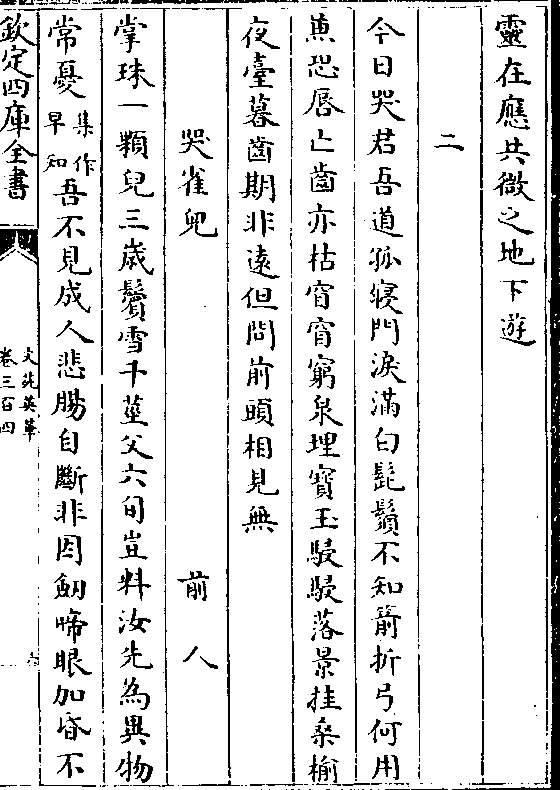 靈在應共微之地下遊
二
今日哭君吾道孤寢門淚滿白髭鬚不知箭折弓何用
兼恐唇亡齒亦枯窅窅窮泉埋寶玉駸駸落景挂桑榆
夜臺暮齒期非遠但問前頭相見無
哭雀兒 前人
掌珠一顆兒三歲鬢雪千莖父六旬豈料汝先為異物
常憂集作早知吾不見成人悲腸自斷非因劒啼眼加昏不
欽定四庫全書
文苑英華
卷三百四
六